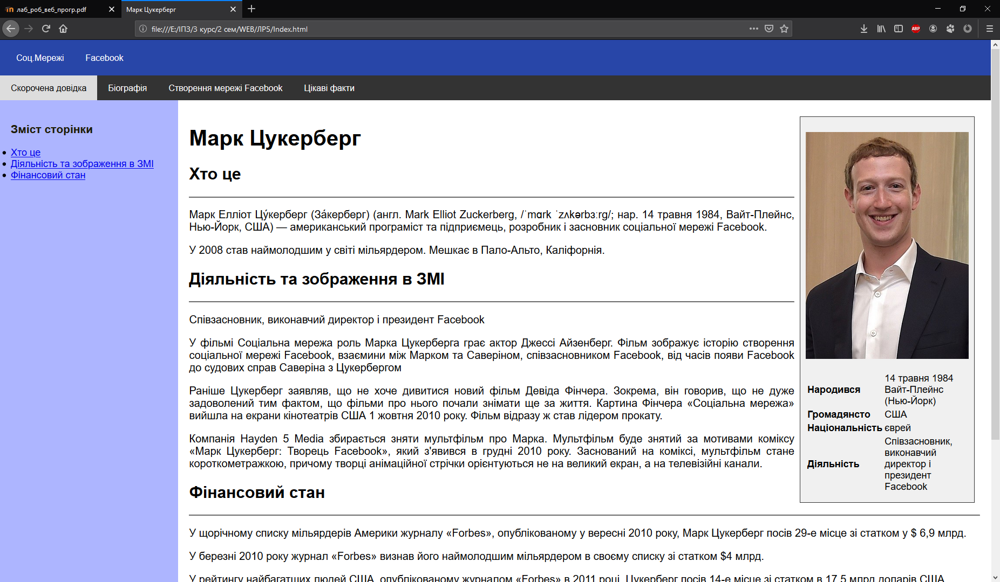 лаб_роб_веб_прогр.pdf
Марк Цукерберг
file:///E:/ІПЗ/3 курс/2 сем/WEB/ЛР5/Index.html
ABP
Соц.Мережі
Facebook
Скорочена довідка
Біографія
Створення мережі Facebook
Цікаві факти
Зміст сторінки
Хто це
Діяльність та зображення в ЗМІ
Фінансовий стан
Марк Цукерберг
Хто це
Марк Елліот Цу́керберг (За́керберг) (англ. Mark Elliot Zuckerberg, /ˈmɑrk ˈzʌkərbɜːrɡ/; нар. 14 травня 1984, Вайт-Плейнс,
Нью-Йорк, США) — американський програміст та підприємець, розробник і засновник соціальної мережі Facebook.
У 2008 став наймолодшим у світі мільярдером. Мешкає в Пало-Альто, Каліфорнія.
Діяльність та зображення в ЗМІ
Співзасновник, виконавчий директор і президент Facebook
У фільмі Соціальна мережа роль Марка Цукерберга грає актор Джессі Айзенберг. Фільм зображує історію створення
соціальної мережі Facebook, взаємини між Марком та Саверіном, співзасновником Facebook, від часів появи Facebook
до судових справ Саверіна з Цукербергом
Раніше Цукерберг заявляв, що не хоче дивитися новий фільм Девіда Фінчера. Зокрема, він говорив, що не дуже
задоволений тим фактом, що фільми про нього почали знімати ще за життя. Картина Фінчера «Соціальна мережа»
вийшла на екрани кінотеатрів США 1 жовтня 2010 року. Фільм відразу ж став лідером прокату.
Компанія Hayden 5 Media збирається зняти мультфільм про Марка. Мультфільм буде знятий за мотивами коміксу
«Марк Цукерберг: Творець Facebook», який з'явився в грудні 2010 року. Заснований на коміксі, мультфільм стане
короткометражкою, причому творці анімаційної стрічки орієнтуються не на великий екран, а на телевізійні канали.
Фінансовий стан
У щорічному списку мільярдерів Америки журналу «Forbes», опублікованому у вересні 2010 року, Марк Цукерберг посів 29-е місце зі статком у $ 6,9 млрд.
У березні 2010 року журнал «Forbes» визнав його наймолодшим мільярдером в своєму списку зі статком $4 млрд.
У рейтингу найбагатших людей США, опублікованому журналом «Forbes» в 2011 році, Цукерберг посів 14-е місце зі статком в 17,5 млрд доларів США
Народився
14 травня 1984
Вайт-Плейнс
(Нью-Йорк)
Громадянсто США
Національність єврей
Діяльність
Співзасновник,
виконавчий
директор і
президент
Facebook